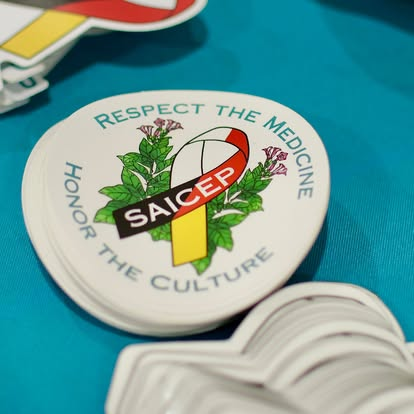 RESPECT THE MEDICINE
SAICEP
HONOR THE CULTURE